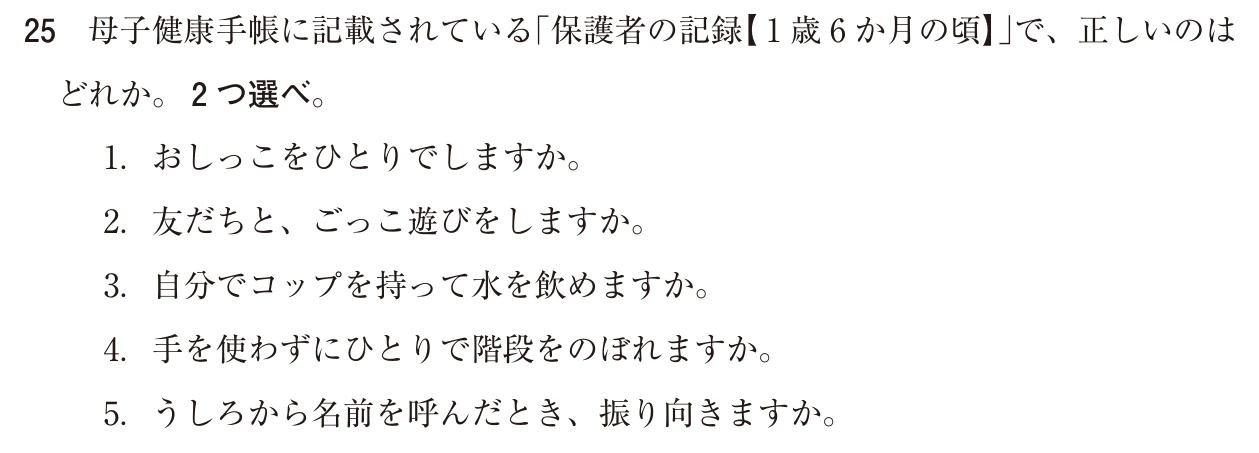 25 母子健康手帳に記載されている「保護者の記録【1歳6か月の頃】」で、正しいのは
どれか。2つ選べ。
1. おしっこをひとりでしますか。
2. 友だちと、ごっこ遊びをしますか。
3. 自分でコップを持って水を飲めますか。
4. 手を使わずにひとりで階段をのぼれますか。
5. うしろから名前を呼んだとき、振り向きますか。